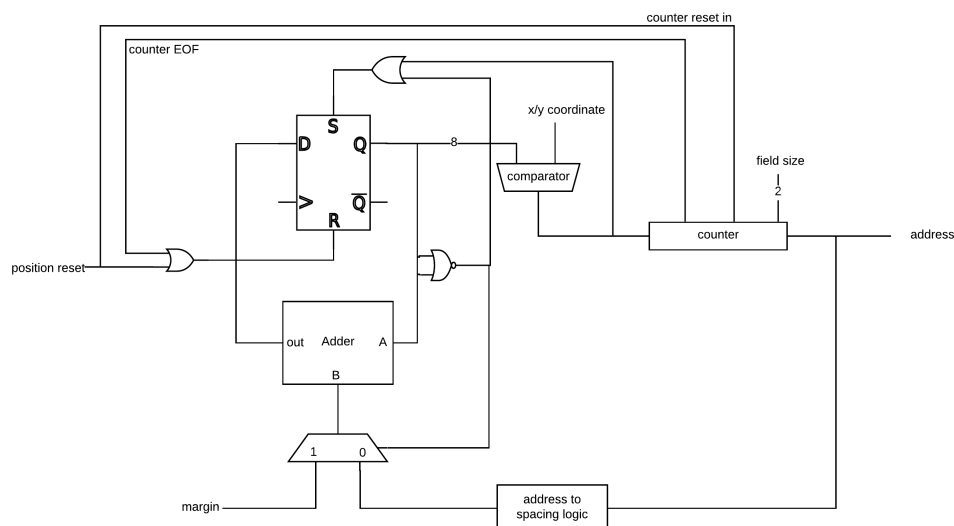 counter reset in
counter EOF
x/y coordinate
S
D
Q
8
comparator
field size
2
>
Q
R
counter
address
position reset
out
Adder
A
B
1
0
margin
address to
spacing logic